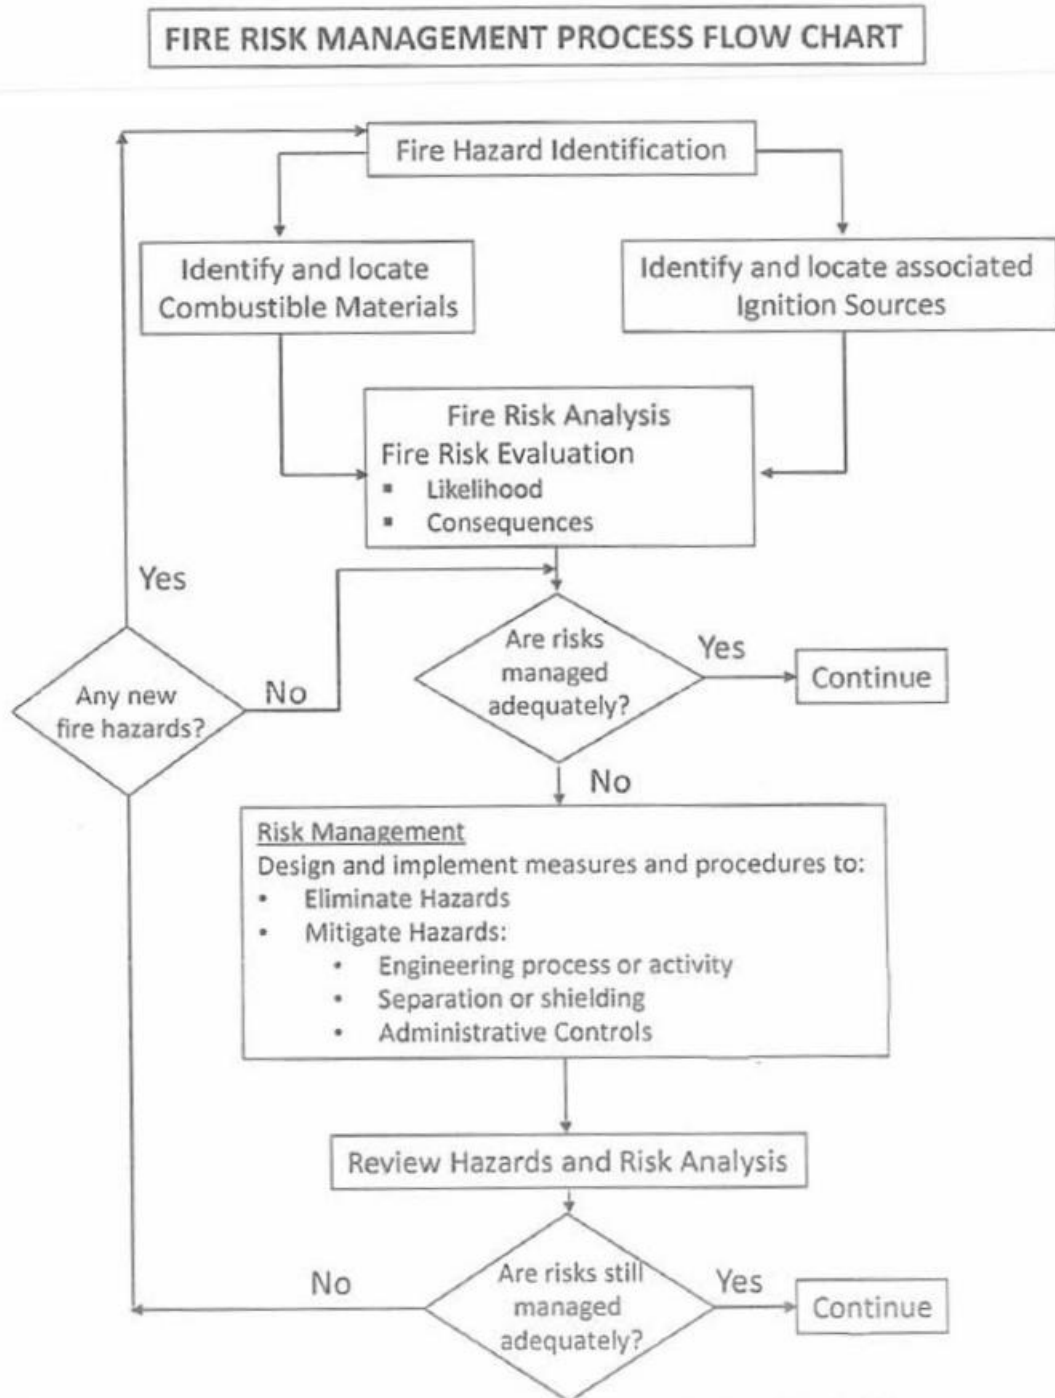 FIRE RISK MANAGEMENT PROCESS FLOW CHART
Fire Hazard Identification
Identify and locate
Combustible Materials
Identify and locate associated
Ignition Sources
Fire Risk Analysis
Fire Risk Evaluation
▪ Likelihood
▪ Consequences
Yes
Any new
fire hazards?
No
Are risks
managed
adequately?
Yes
Continue
No
Risk Management
Design and implement measures and procedures to:
• Eliminate Hazards
• Mitigate Hazards:
• Engineering process or activity
• Separation or shielding
• Administrative Controls
Review Hazards and Risk Analysis
No
Are risks still
managed
adequately?
Yes
Continue